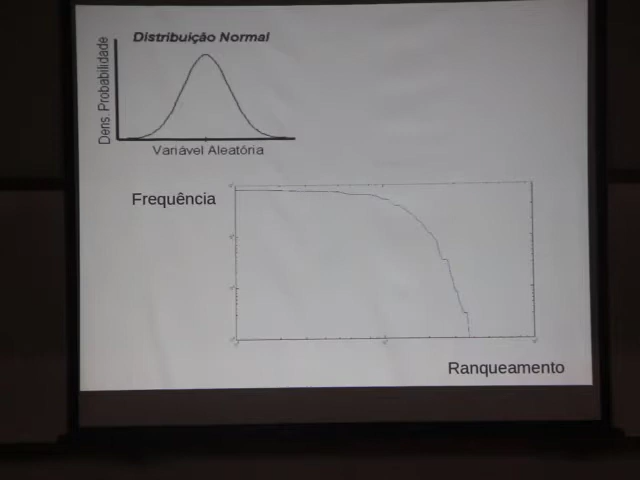 Distribuição Normal
Dens. Probabilidade
Variável Aleatória
Frequência
Ranqueamento